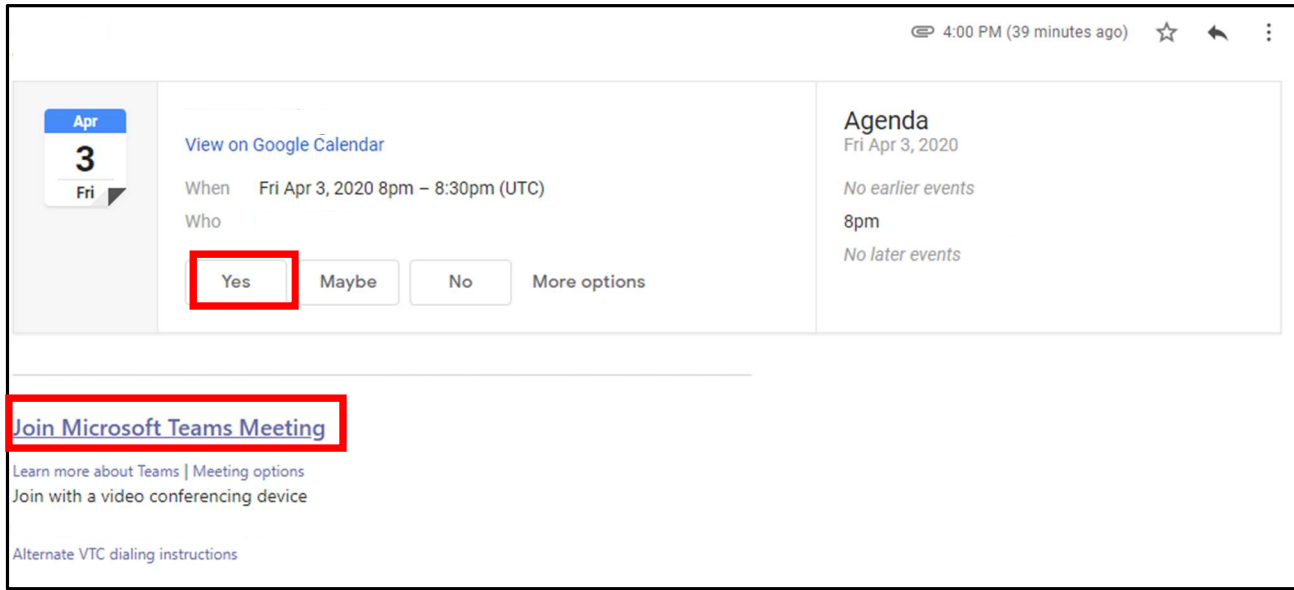 4:00 PM (39 minutes ago)
Apr
3
Fri
View on Google Calendar
When Fri Apr 3, 2020 8pm – 8:30pm (UTC)
Who
Yes Maybe No More options
Agenda
Fri Apr 3, 2020
No earlier events
8pm
No later events
Join Microsoft Teams Meeting
Learn more about Teams | Meeting options
Join with a video conferencing device
Alternate VTC dialing instructions